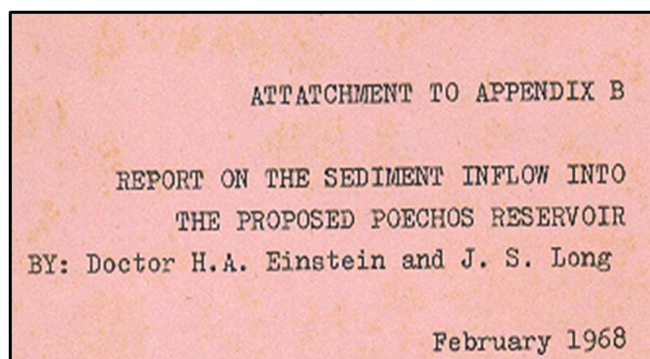 ATTATCHMENT TO APPENDIX B
REPORT ON THE SEDIMENT INFLOW INTO
THE PROPOSED POECHOS RESERVOIR
BY: Doctor H.A. Einstein and J. S. Long
February 1968